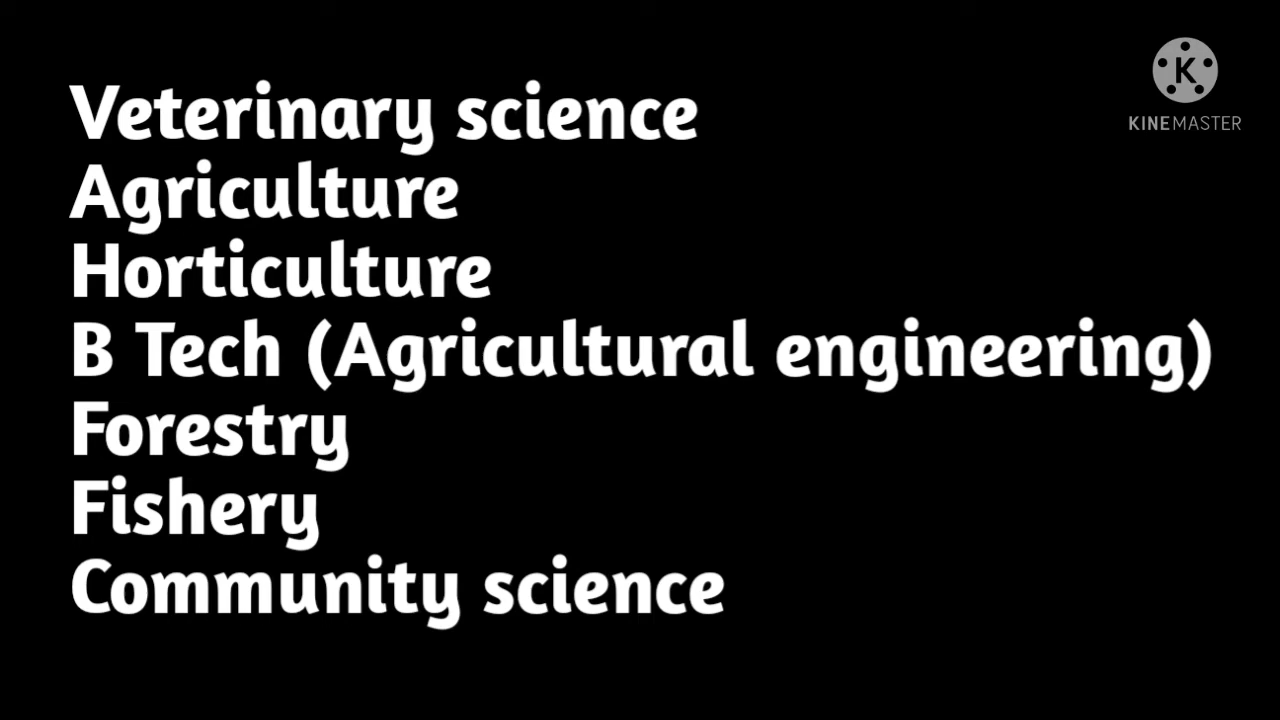 Veterinary science
Agriculture
Horticulture
B Tech (Agricultural engineering)
Forestry
Fishery
Community science
K
KINEMASTER